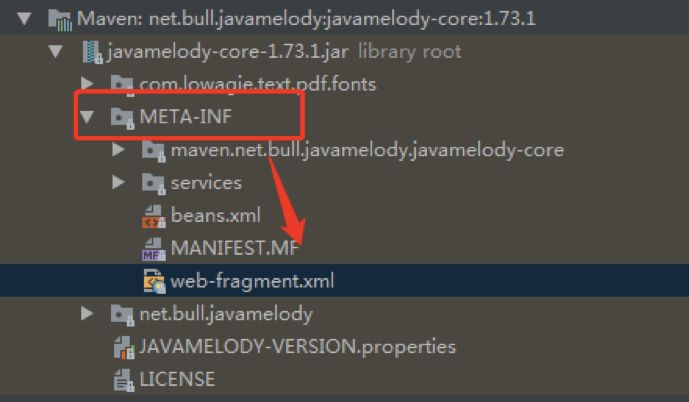 Maven: net.bull.javamelody:javamelody-core:1.73.1
javamelody-core-1.73.1.jar library root
com.lowagie.text.pdf.fonts
META-INF
maven.net.bull.javamelody.javamelody-core
services
beans.xml
MANIFEST.MF
web-fragment.xml
net.bull.javamelody
JAVAMELODY-VERSION.properties
LICENSE